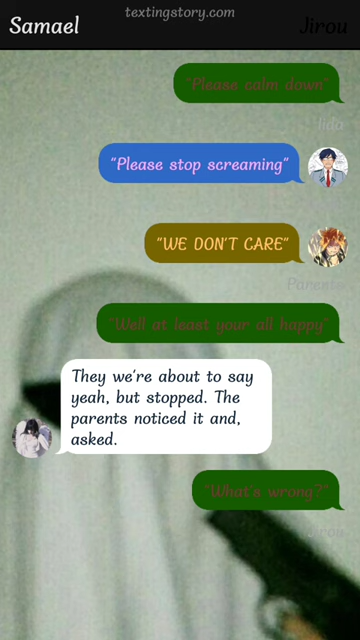 textingstory.com
Samael
Jirou
"Please calm down"
Iida
"Please stop screaming"
"WE DON'T CARE"
Parents
"Well at least your all happy"
They we're about to say
yeah, but stopped. The
parents noticed it and,
asked.
"What's wrong?"
Jirou